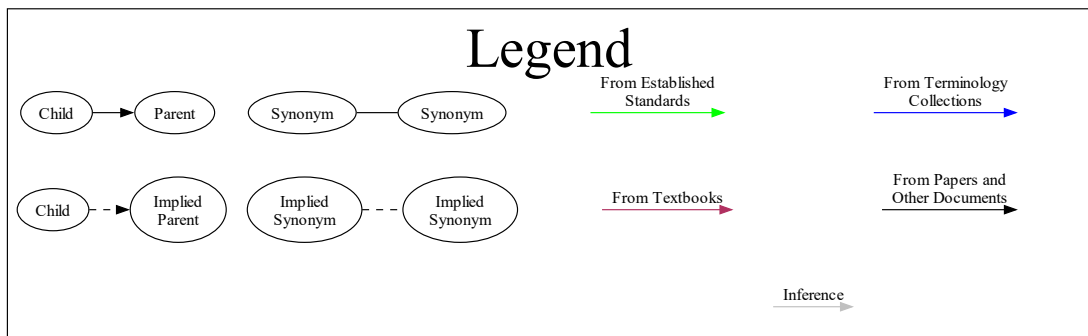 Legend
Child
Parent
Synonym
Synonym
From Established
Standards
From Terminology
Collections
Child
Implied
Parent
Implied
Synonym
Implied
Synonym
From Textbooks
From Papers and
Other Documents
Inference